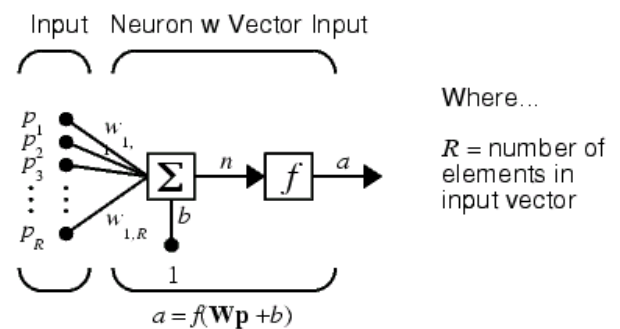 Input Neuron w Vector Input
Where...
R = number of
elements in
input vector
p1
p2
p3
pR
w1,1
w1,R
Σ
n
f
a
b
1
a = f(Wp +b)